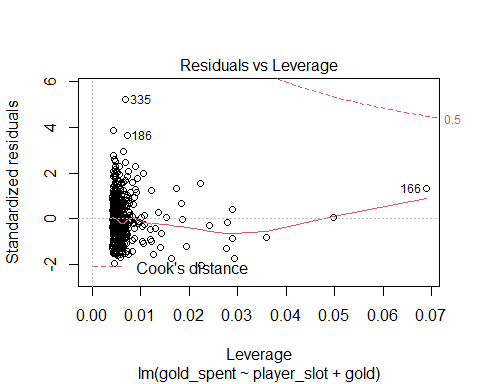 Residuals vs Leverage
Standardized residuals
6
4
2
0
-2
335
186
166
0.5
Cook's distance
0.00 0.01 0.02 0.03 0.04 0.05 0.06 0.07
Leverage
lm(gold_spent ~ player_slot + gold)